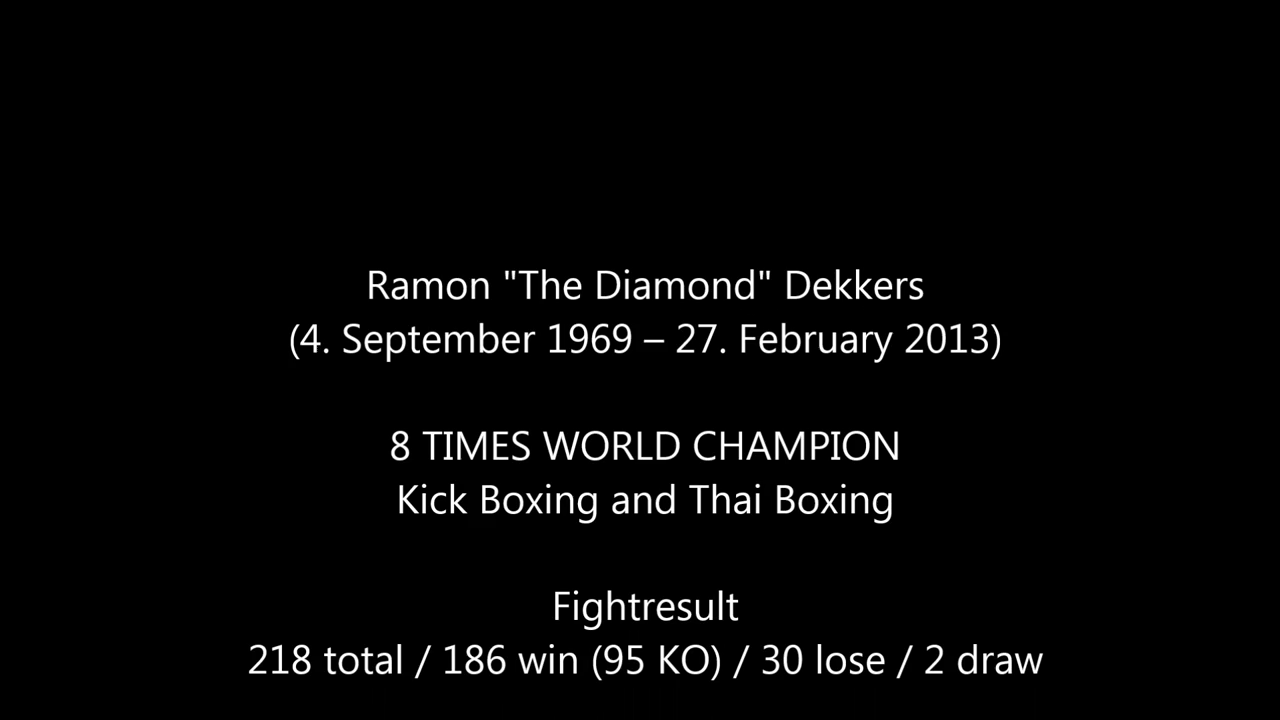 Ramon "The Diamond" Dekkers
(4. September 1969 – 27. February 2013)
8 TIMES WORLD CHAMPION
Kick Boxing and Thai Boxing
Fightresult
218 total / 186 win (95 KO) / 30 lose / 2 draw